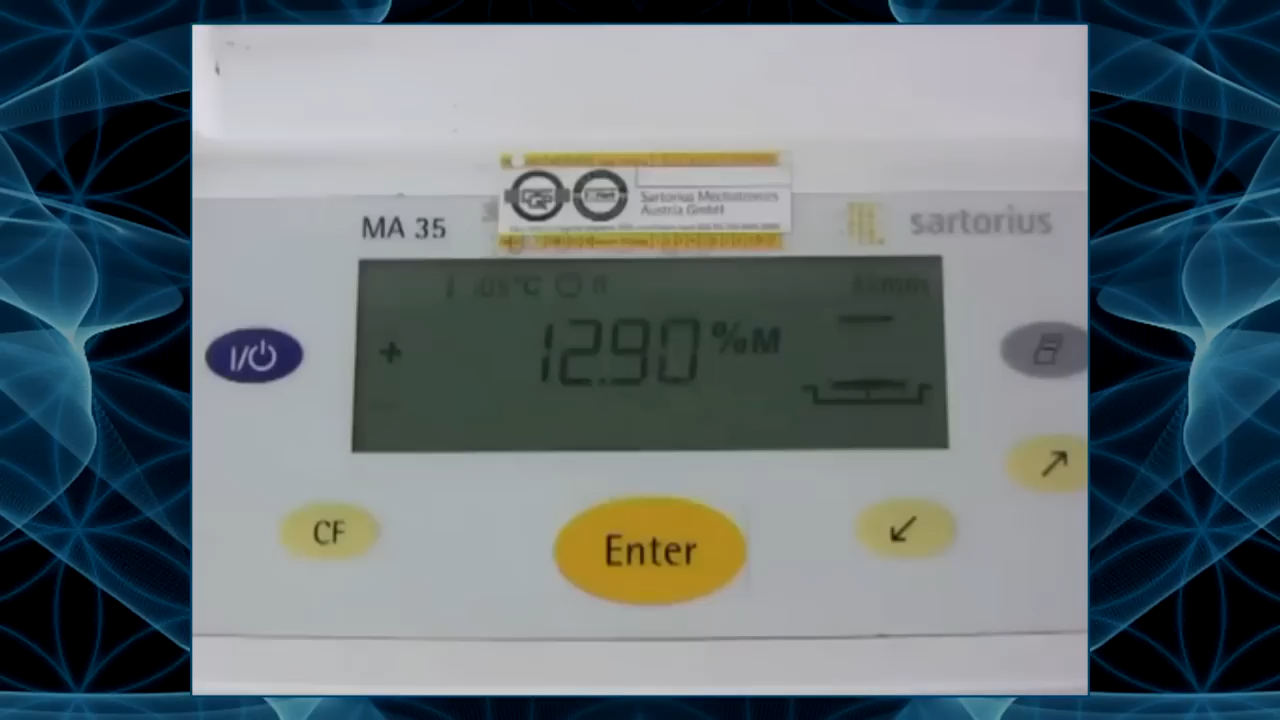 Sartorius Mechatronics
Austria GmbH
MA 35
sartorius
°C
+ 12.90 %M
I/
CF
Enter